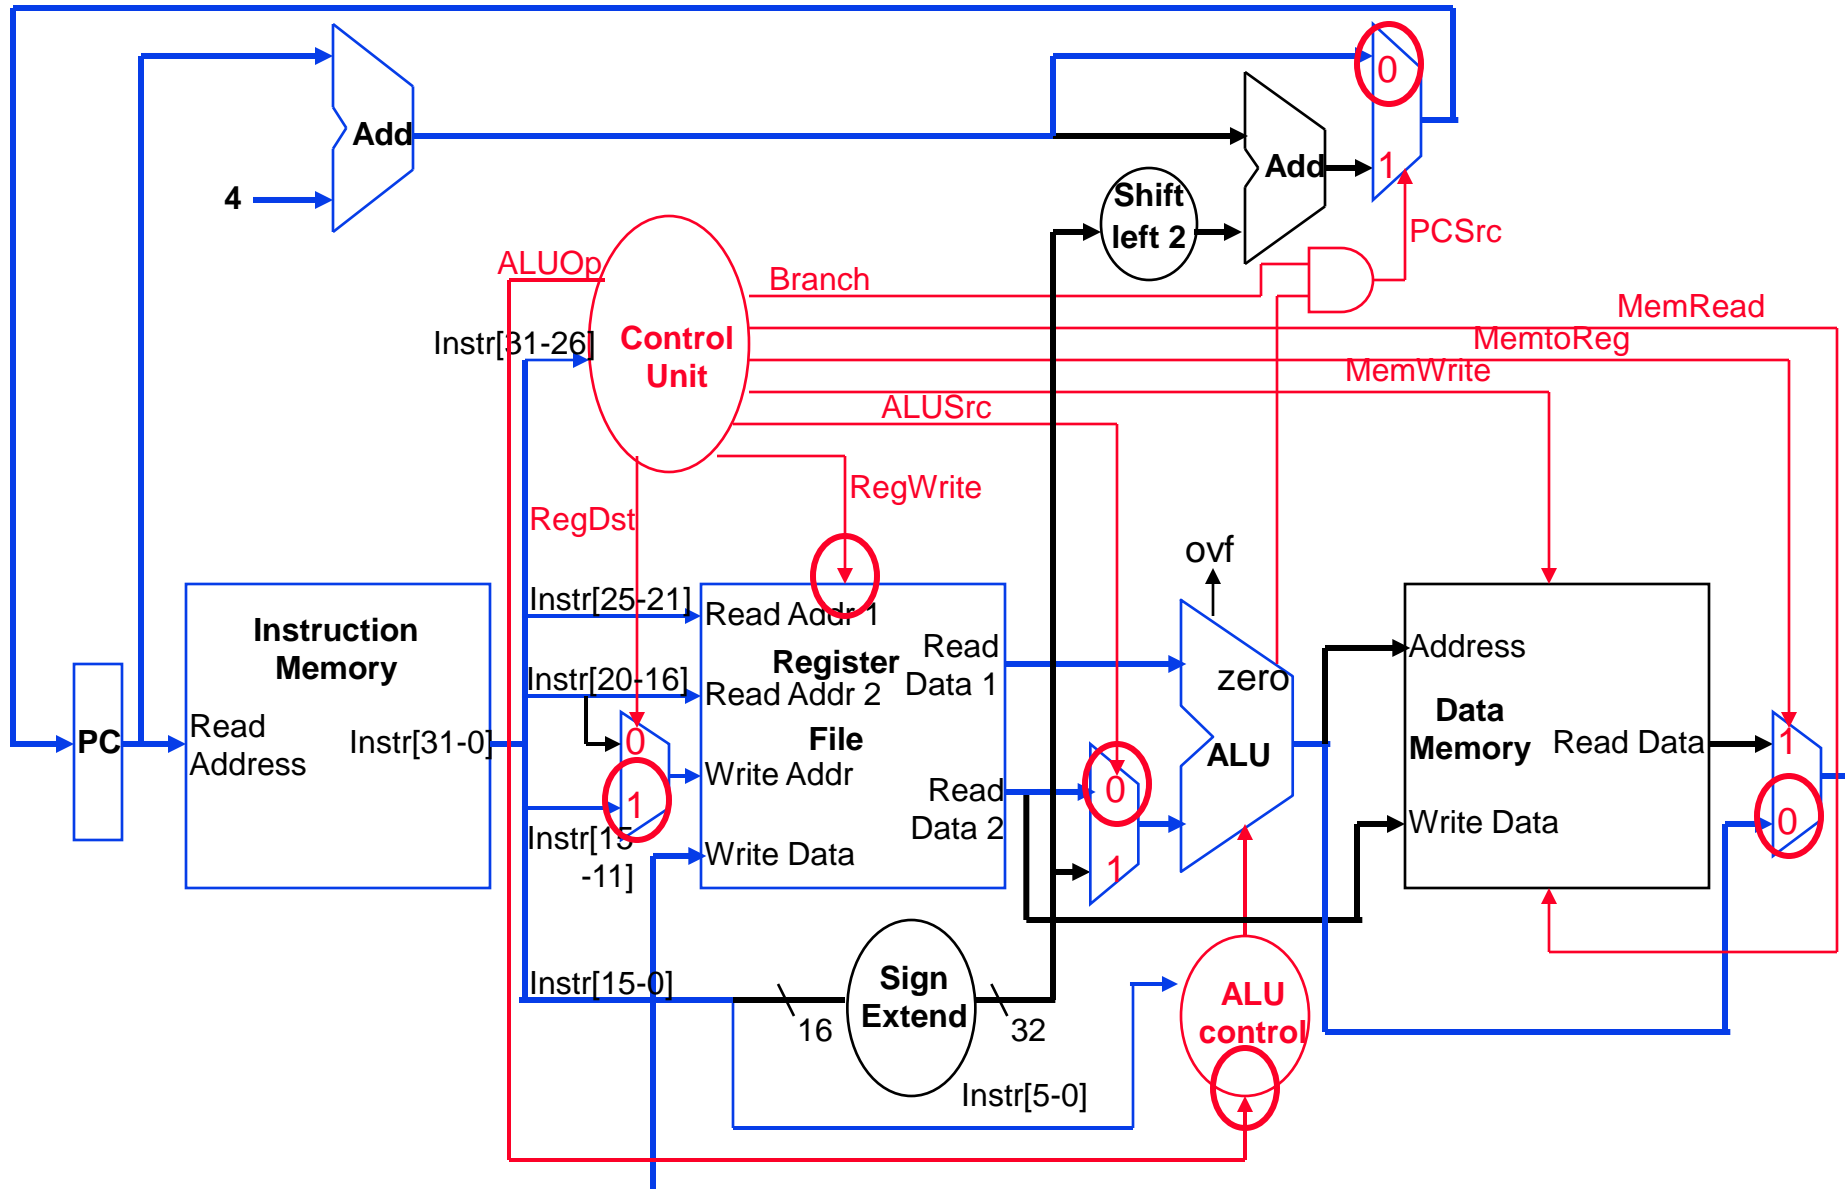 0
Add
Add
1
4
Shift
left 2
PCSrc
ALUOp
Branch
MemRead
Instr[31-26]
Control
Unit
MemtoReg
MemWrite
ALUSrc
RegWrite
RegDst
ovf
Instr[25-21]
Read Addr 1
Instruction
Memory
Register
Read
Data 1
Instr[20-16]
Read Addr 2
zero
Address
Data
Memory
PC
Read
Address
Instr[31-0]
0
File
ALU
Read Data
1
Write Addr
1
Read
Data 2
0
Write Data
0
Instr[15
-11]
Write Data
1
Instr[15-0]
Sign
Extend
16
32
ALU
control
Instr[5-0]